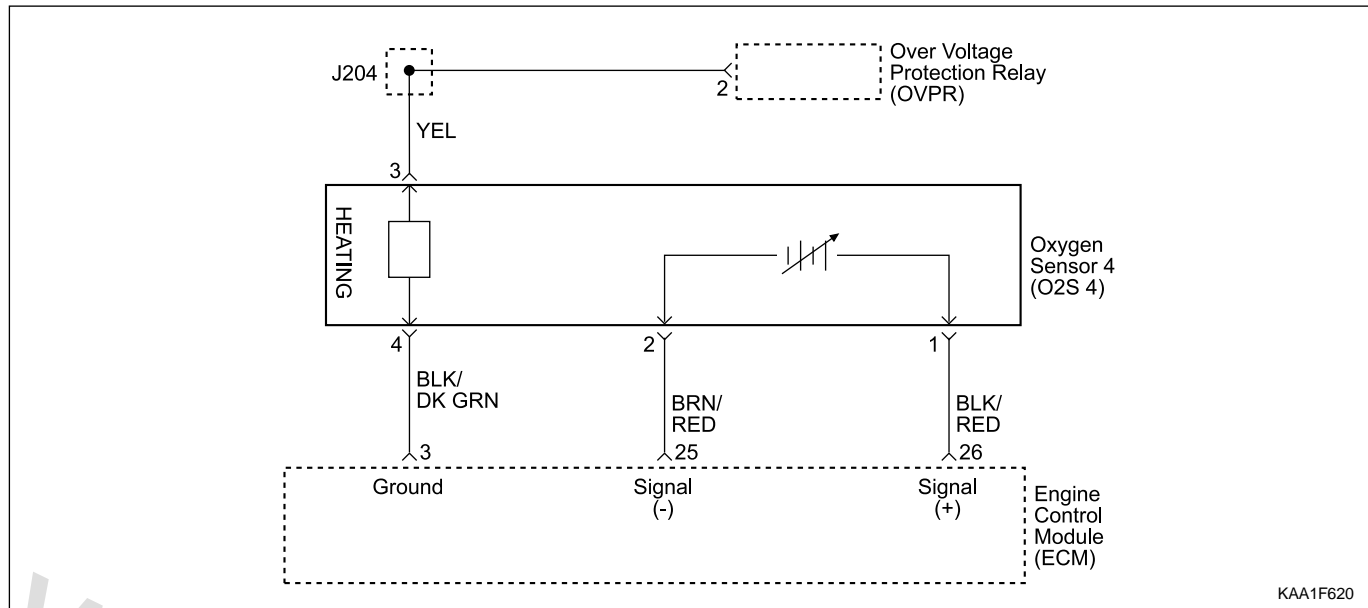 J204
2
Over Voltage
Protection Relay
(OVPR)
YEL
3
HEATING
Oxygen
Sensor 4
(O2S 4)
4
2
1
BLK/
DK GRN
BRN/
RED
BLK/
RED
3
25
26
Ground
Signal
(-)
Signal
(+)
Engine
Control
Module
(ECM)
KAA1F620